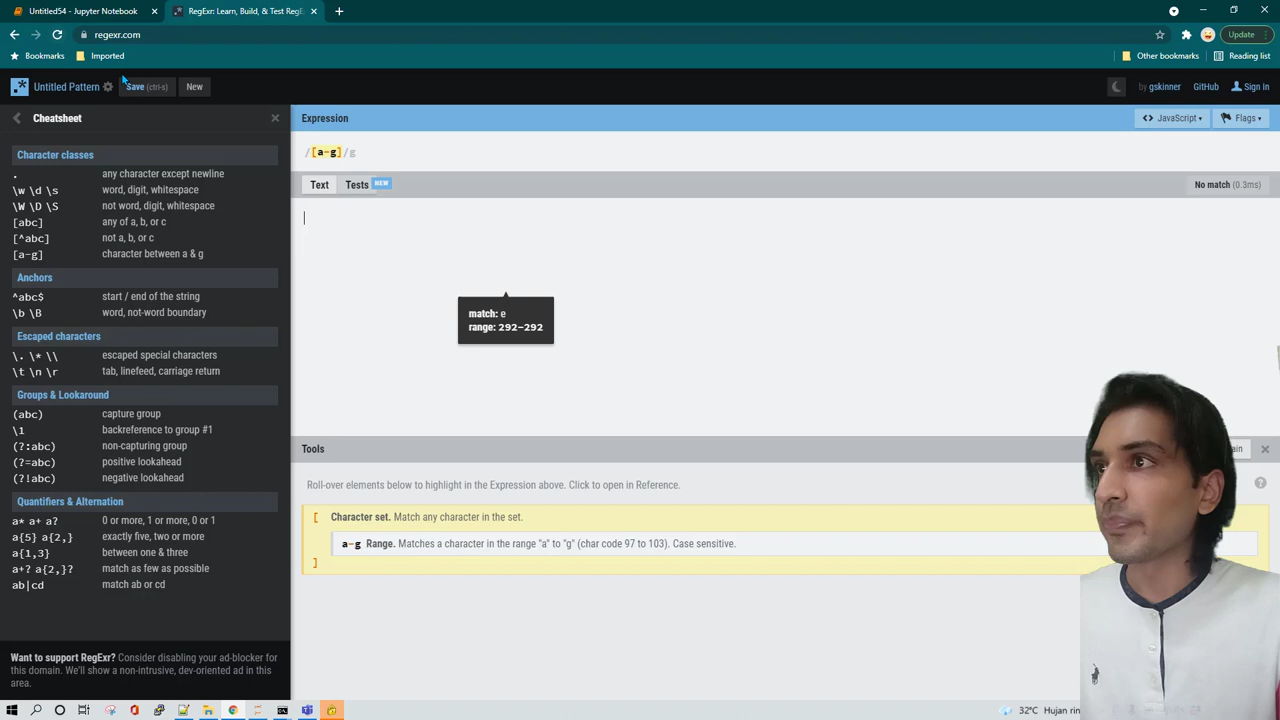 Untitled54 - Jupyter Notebook
RegExr: Learn, Build, & Test RegE
regexr.com
Update
Bookmarks
Imported
Other bookmarks
Reading list
Untitled Pattern
Save (ctrl-s)
New
by gskinner
GitHub
Sign In
Cheatsheet
Expression
JavaScript
Flags
Character classes
. any character except newline
\w \d \s word, digit, whitespace
\W \D \S not word, digit, whitespace
[abc] any of a, b, or c
[^abc] not a, b, or c
[a-g] character between a & g
Anchors
^abc$ start / end of the string
\b \B word, not-word boundary
Escaped characters
\. \* \\ escaped special characters
\t \n \r tab, linefeed, carriage return
Groups & Lookaround
(abc) capture group
\1 backreference to group #1
(?:abc) non-capturing group
(?=abc) positive lookahead
(?!abc) negative lookahead
Quantifiers & Alternation
a* a+ a? 0 or more, 1 or more, 0 or 1
a{5} a{2,} exactly five, two or more
a{1,3} between one & three
a+? a{2,}? match as few as possible
ab|cd match ab or cd
Want to support RegExr? Consider disabling your ad-blocker for
this domain. We'll show a non-intrusive, dev-oriented ad in this
area.
/[a-g]/g
Text
Tests NEW
No match (0.3ms)
match: e
range: 292-292
Tools
Roll-over elements below to highlight in the Expression above. Click to open in Reference.
[ Character set. Match any character in the set.
a-g Range. Matches a character in the range "a" to "g" (char code 97 to 103). Case sensitive.
]
32°C Hujan rin